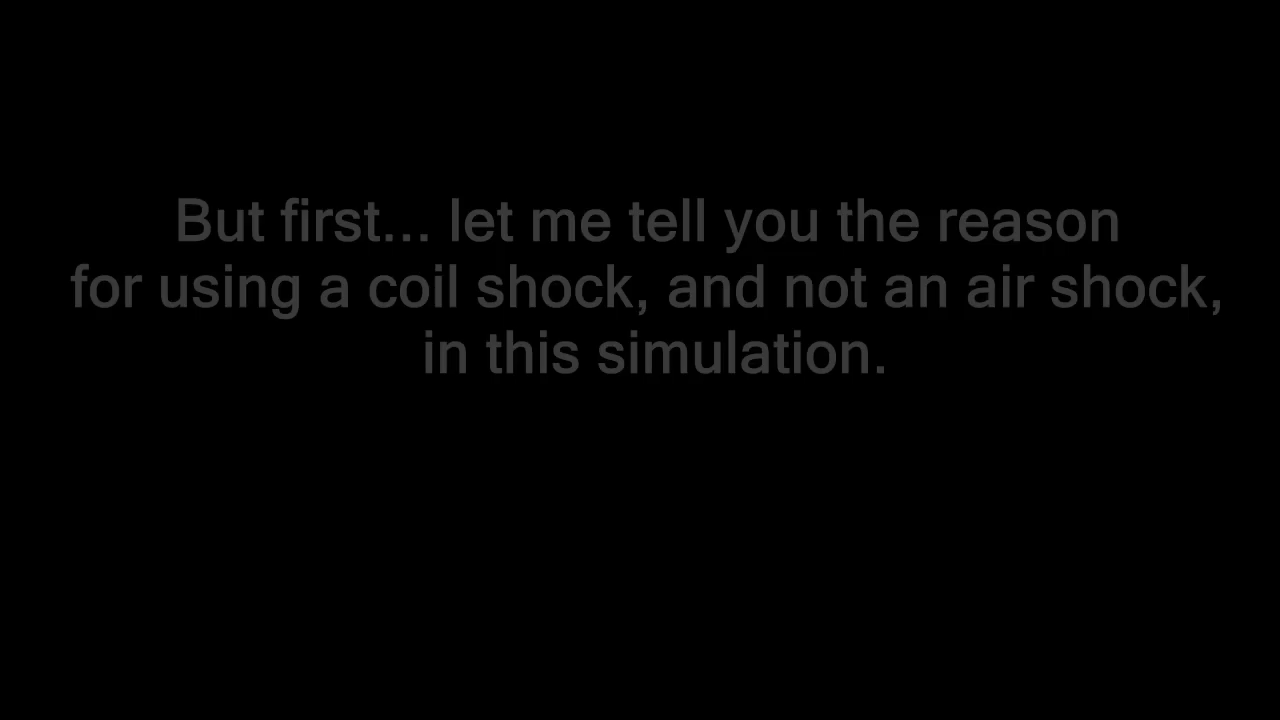 But first... let me tell you the reason
for using a coil shock, and not an air shock,
in this simulation.